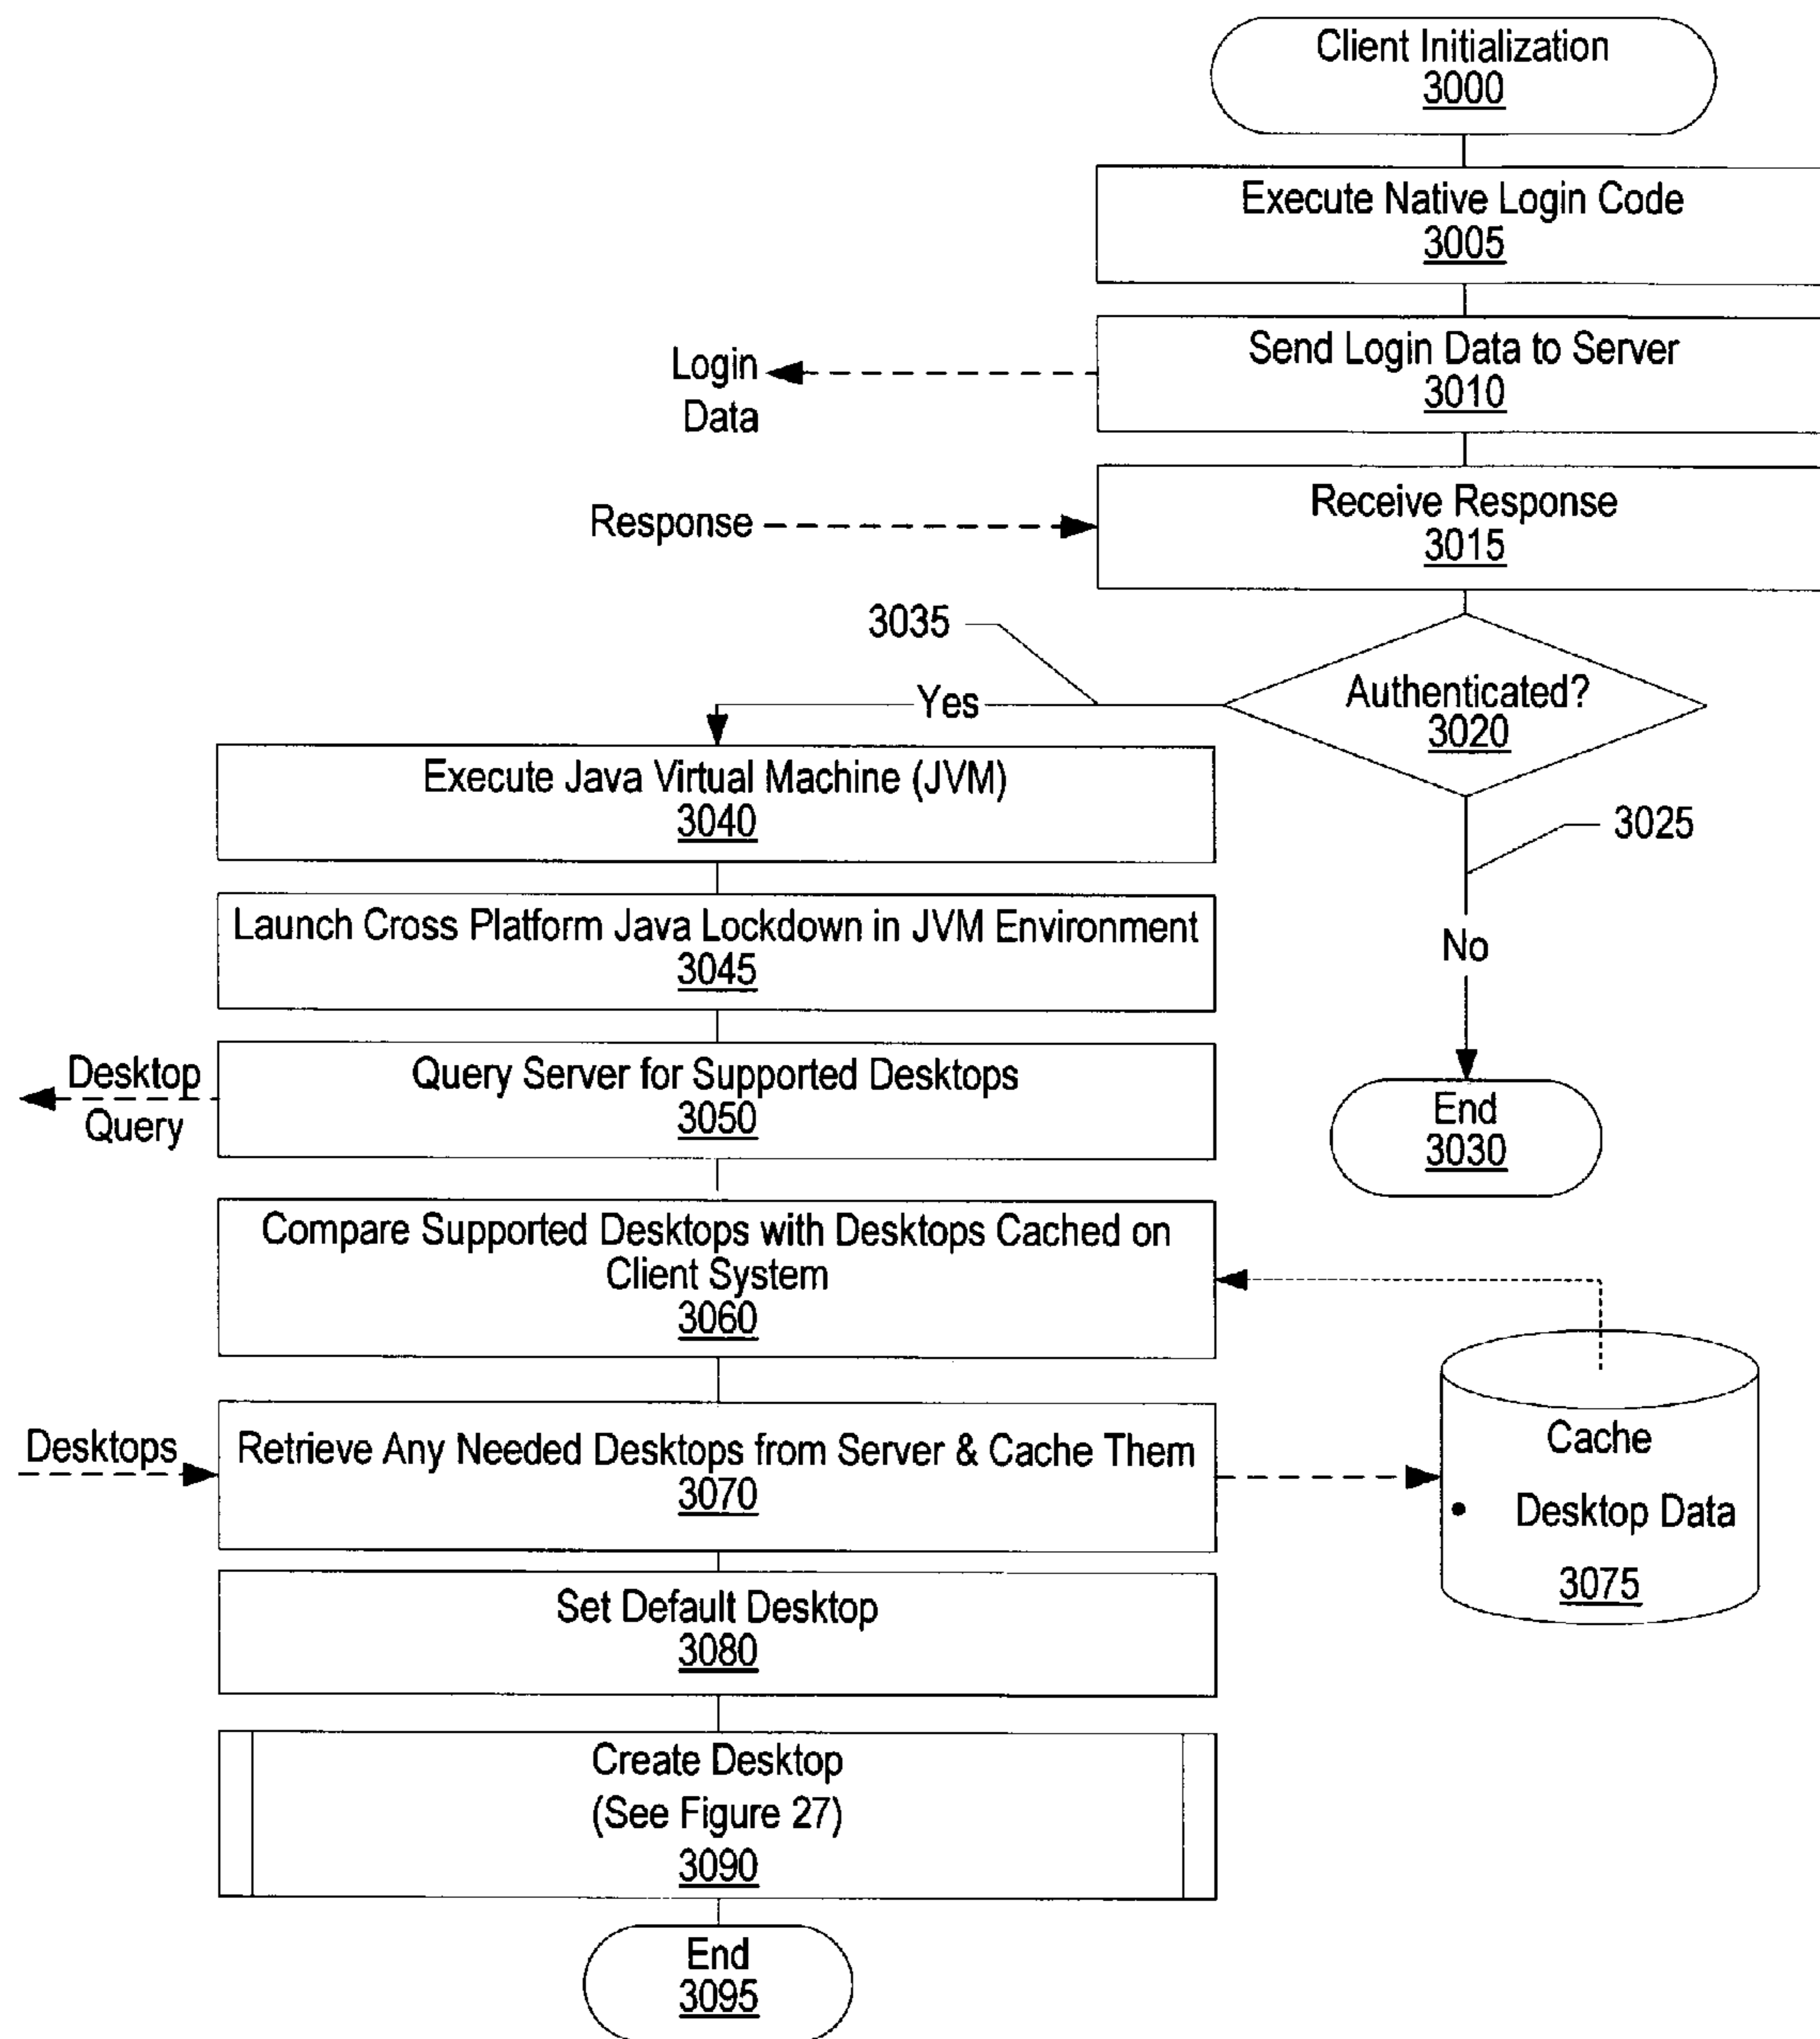 Client Initialization
3000
Execute Native Login Code
3005
Send Login Data to Server
3010
Login
Data
Receive Response
3015
Response
Authenticated?
3020
3035
Yes
3025
No
End
3030
Execute Java Virtual Machine (JVM)
3040
Launch Cross Platform Java Lockdown in JVM Environment
3045
Query Server for Supported Desktops
3050
Desktop
Query
Compare Supported Desktops with Desktops Cached on
Client System
3060
Retrieve Any Needed Desktops from Server & Cache Them
3070
Desktops
Cache
• Desktop Data
3075
Set Default Desktop
3080
Create Desktop
(See Figure 27)
3090
End
3095